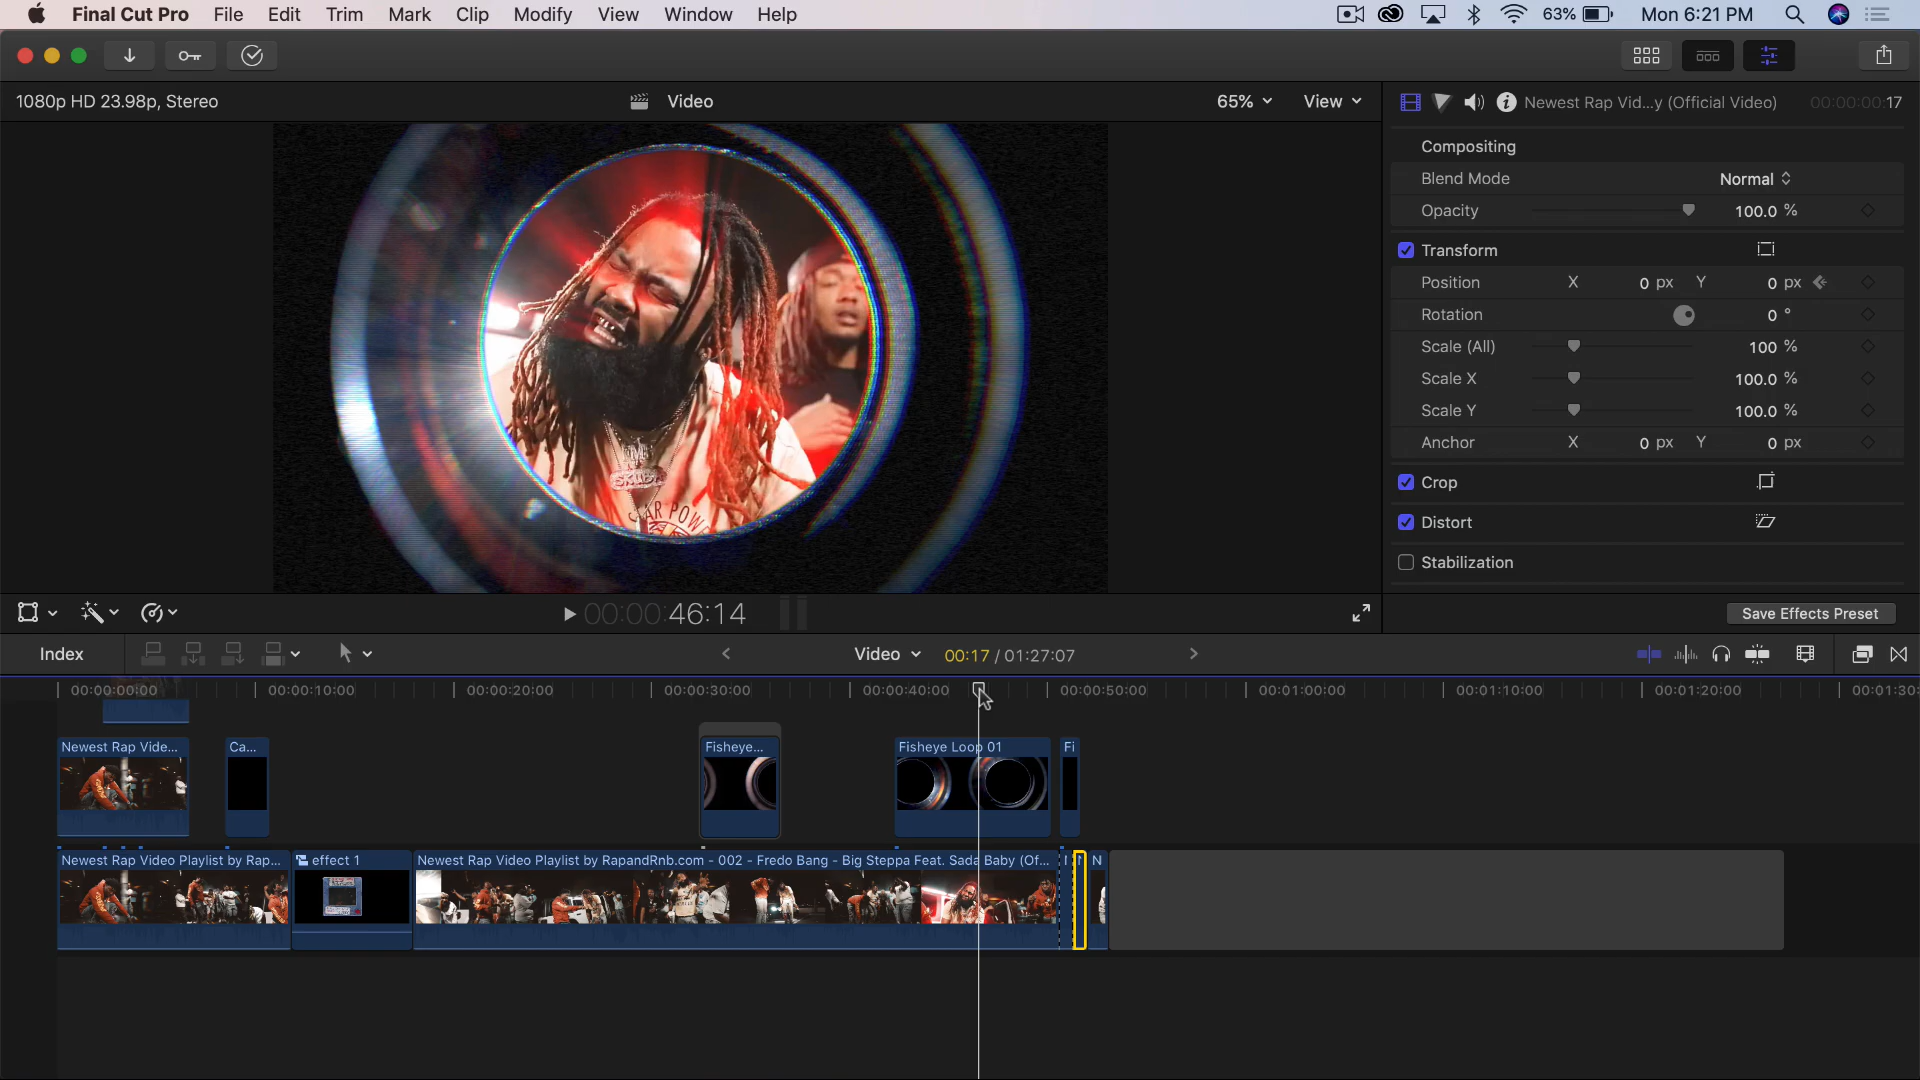 Final Cut Pro File Edit Trim Mark Clip Modify View Window Help 63% Mon 6:21 PM
1080p HD 23.98p, Stereo Video 65% View
Newest Rap Vid...y (Official Video) 00:00:00:17
Compositing
Blend Mode Normal
Opacity 100.0 %
Transform
Position X 0 px Y 0 px
Rotation 0 °
Scale (All) 100 %
Scale X 100.0 %
Scale Y 100.0 %
Anchor X 0 px Y 0 px
Crop
Distort
Stabilization
SKUBA
CAR POWE
00:00:46:14
Save Effects Preset
Index Video 00:17 / 01:27:07
00:00:00:00 00:00:10:00 00:00:20:00 00:00:30:00 00:00:40:00 00:00:50:00 00:01:00:00 00:01:10:00 00:01:20:00 00:01:30:
Newest Rap Vide... Ca... Fisheye... Fisheye Loop 01 Fi
Newest Rap Video Playlist by Rap... effect 1 Newest Rap Video Playlist by RapandRnb.com - 002 - Fredo Bang - Big Steppa Feat. Sada Baby (Of... N